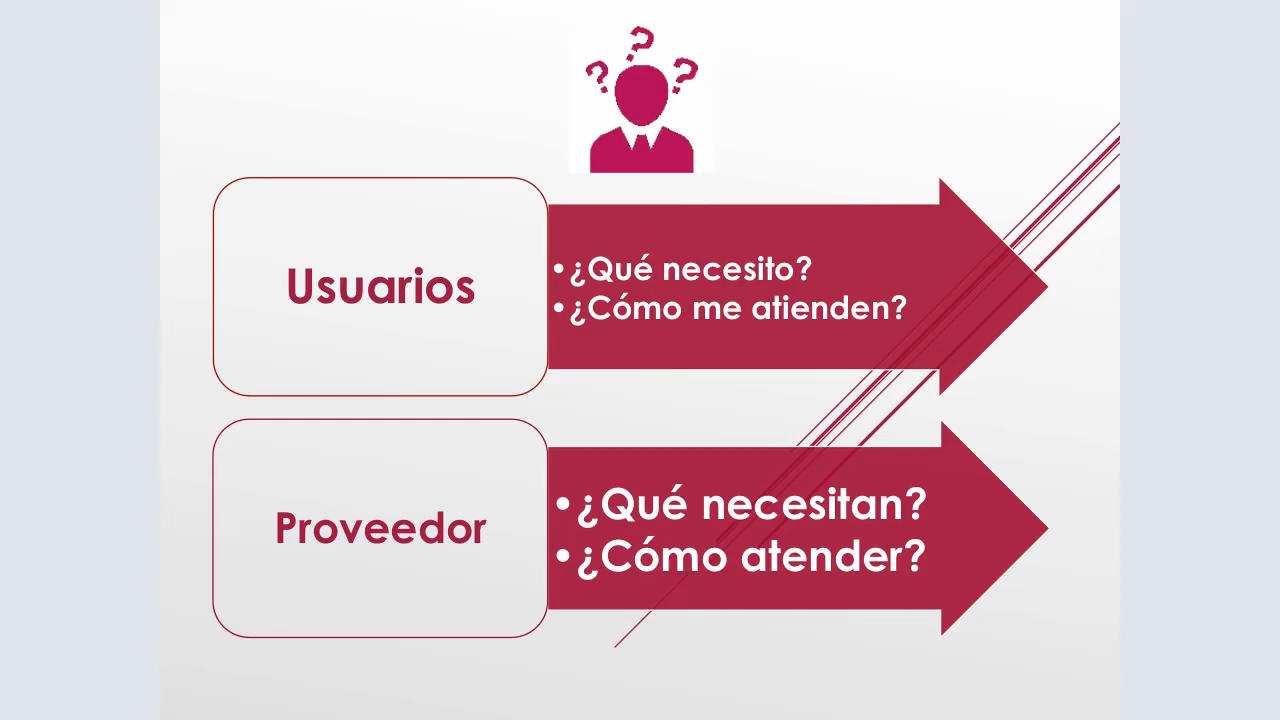 Usuarios
•¿Qué necesito?
•¿Cómo me atienden?
Proveedor
•¿Qué necesitan?
•¿Cómo atender?